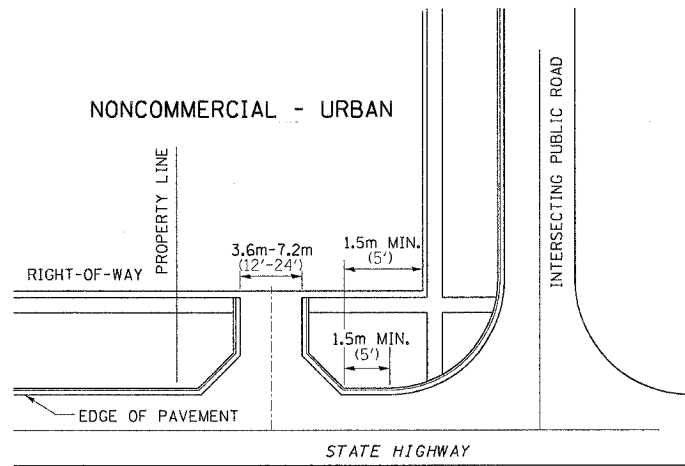 NONCOMMERCIAL - URBAN
INTERSECTING PUBLIC ROAD
PROPERTY LINE
3.6m-7.2m
(12'-24')
1.5m MIN.
(5')
RIGHT-OF-WAY
1.5m MIN.
(5')
EDGE OF PAVEMENT
STATE HIGHWAY